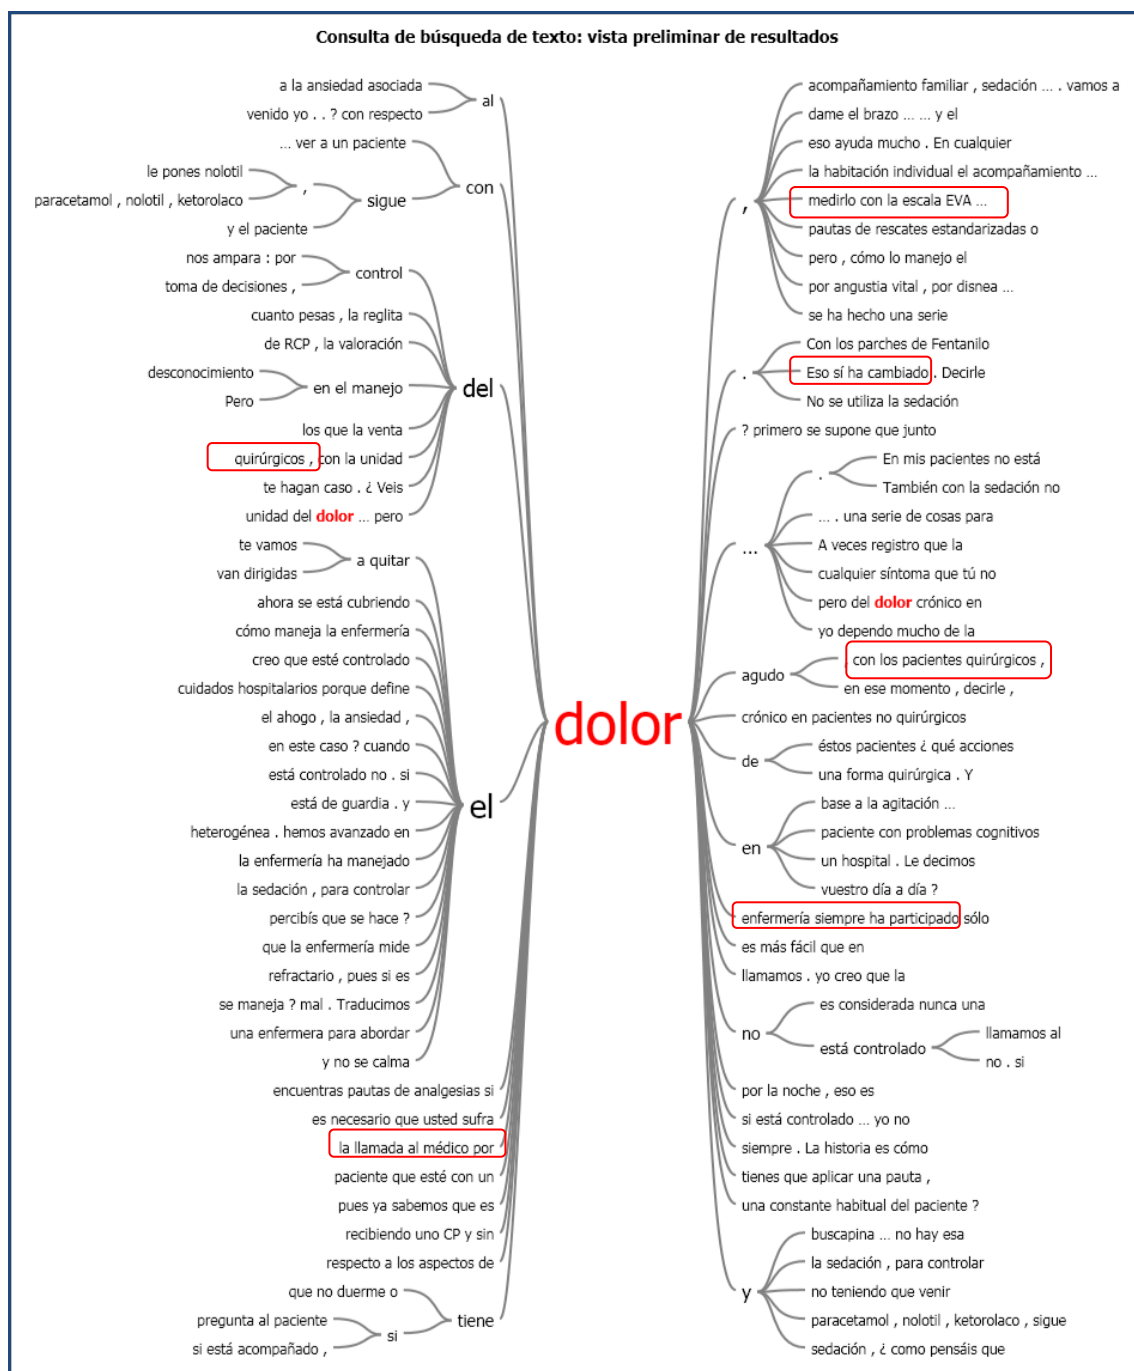 Consulta de búsqueda de texto: vista preliminar de resultados
a la ansiedad asociada
venido yo . . ? con respecto
al
... ver a un paciente
le pones nolotil
paracetamol , nolotil , ketorolaco
,
y el paciente
sigue
con
nos ampara : por
toma de decisiones ,
control
cuanto pesas , la reglita
de RCP , la valoración
desconocimiento
Pero
en el manejo
los que la venta
quirúrgicos , con la unidad
te hagan caso . ¿ Veis
unidad del dolor ... pero
del
te vamos
van dirigidas
a quitar
ahora se está cubriendo
cómo maneja la enfermería
creo que esté controlado
cuidados hospitalarios porque define
el ahogo , la ansiedad ,
en este caso ? cuando
está controlado no . si
está de guardia . y
heterogénea . hemos avanzado en
la enfermería ha manejado
la sedación , para controlar
percibís que se hace ?
que la enfermería mide
refractario , pues si es
se maneja ? mal . Traducimos
una enfermera para abordar
y no se calma
el
encuentras pautas de analgesias si
es necesario que usted sufra
la llamada al médico por
paciente que esté con un
pues ya sabemos que es
recibiendo uno CP y sin
respecto a los aspectos de
que no duerme o
pregunta al paciente
si está acompañado ,
si
tiene
dolor
,
acompañamiento familiar , sedación ... . vamos a
dame el brazo ... ... y el
eso ayuda mucho . En cualquier
la habitación individual el acompañamiento ...
medirlo con la escala EVA ...
pautas de rescates estandarizadas o
pero , cómo lo manejo el
por angustia vital , por disnea ...
se ha hecho una serie
.
Con los parches de Fentanilo
Eso sí ha cambiado . Decirle
No se utiliza la sedación
? primero se supone que junto
...
.
En mis pacientes no está
También con la sedación no
... . una serie de cosas para
A veces registro que la
cualquier síntoma que tú no
pero del dolor crónico en
yo dependo mucho de la
agudo
, con los pacientes quirúrgicos ,
en ese momento , decirle ,
crónico en pacientes no quirúrgicos
de
éstos pacientes ¿ qué acciones
una forma quirúrgica . Y
en
base a la agitación ...
paciente con problemas cognitivos
un hospital . Le decimos
vuestro día a día ?
enfermería siempre ha participado sólo
es más fácil que en
llamamos . yo creo que la
no
es considerada nunca una
está controlado
llamamos al
no . si
por la noche , eso es
si está controlado ... yo no
siempre . La historia es cómo
tienes que aplicar una pauta ,
una constante habitual del paciente ?
y
buscapina ... no hay esa
la sedación , para controlar
no teniendo que venir
paracetamol , nolotil , ketorolaco , sigue
sedación , ¿ como pensáis que